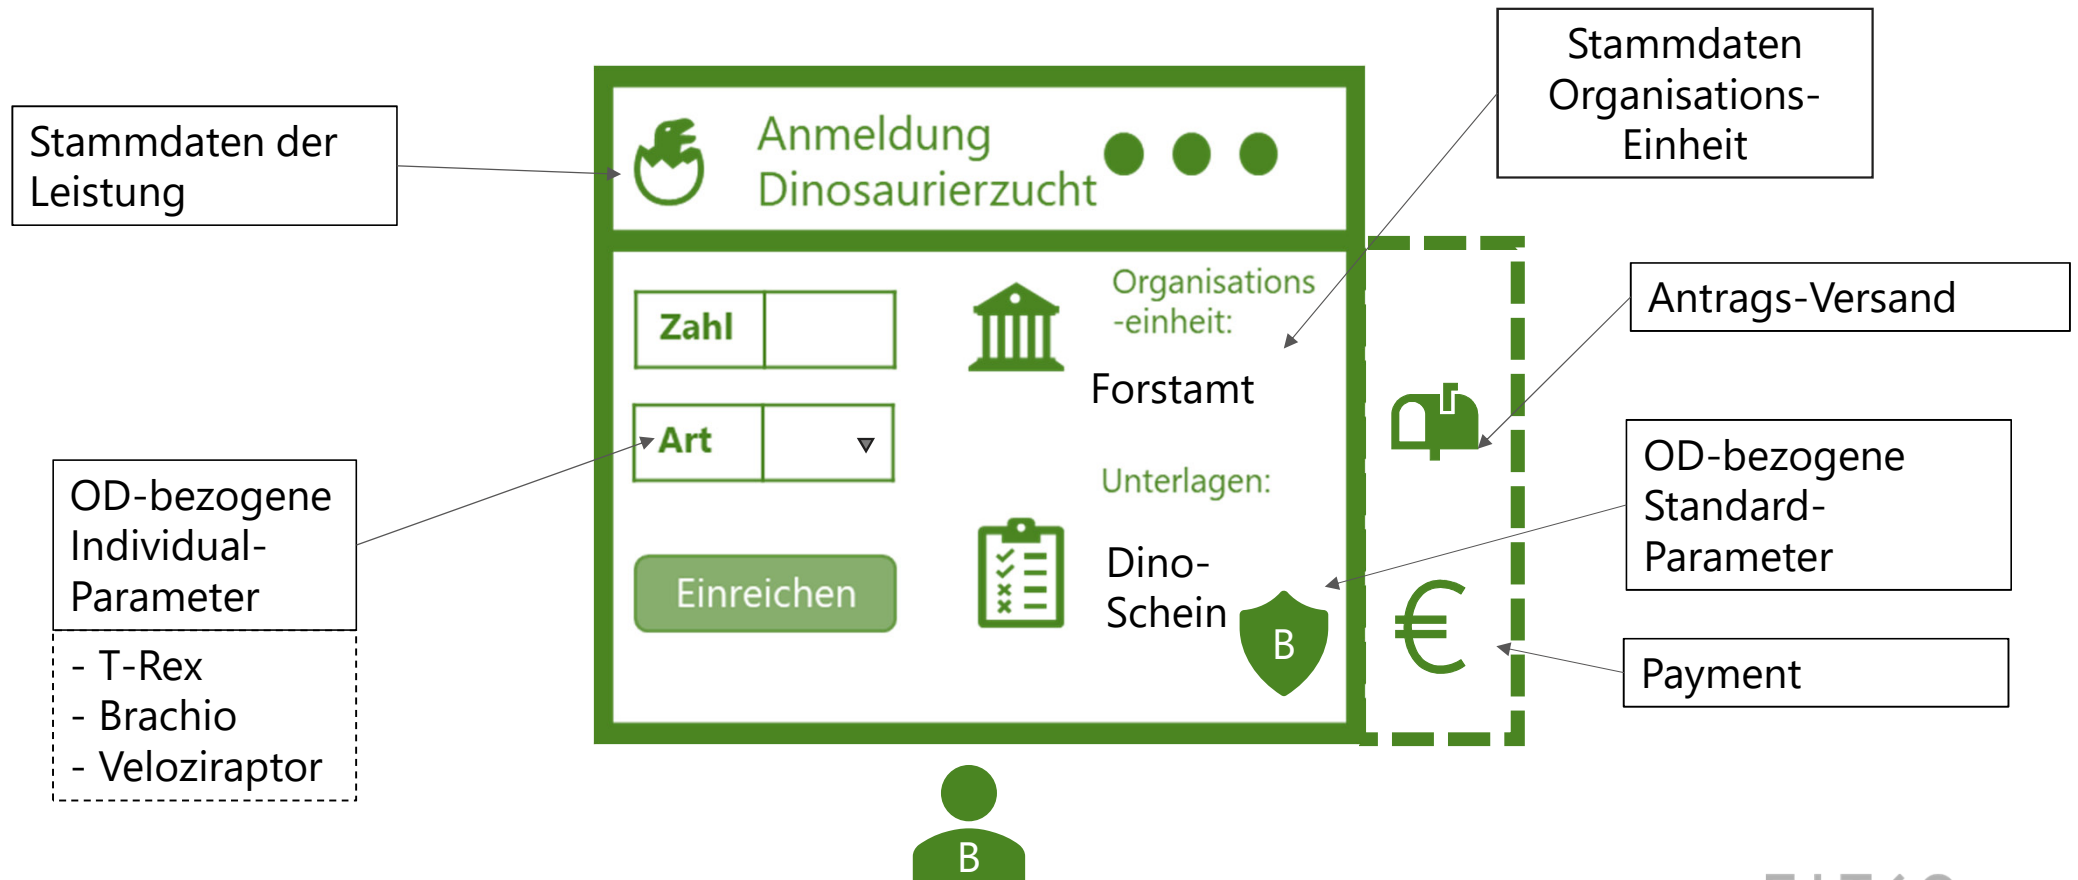 Stammdaten der
Leistung
Anmeldung
Dinosaurierzucht
Stammdaten
Organisations-
Einheit
Zahl
Art
Einreichen
Organisations
-einheit:
Forstamt
Unterlagen:
Dino-
Schein
B
Antrags-Versand
OD-bezogene
Standard-
Parameter
€
Payment
OD-bezogene
Individual-
Parameter
- T-Rex
- Brachio
- Veloziraptor
B